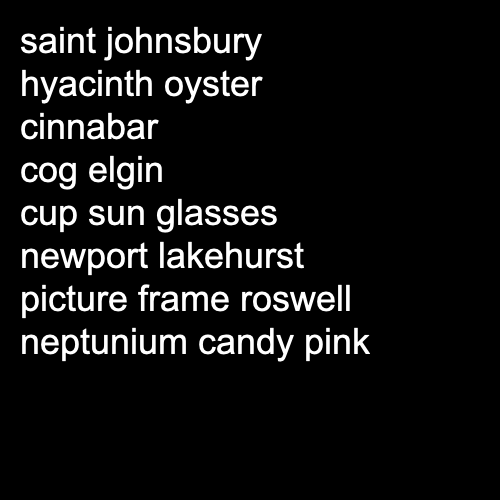 saint johnsbury
hyacinth oyster
cinnabar
cog elgin
cup sun glasses
newport lakehurst
picture frame roswell
neptunium candy pink